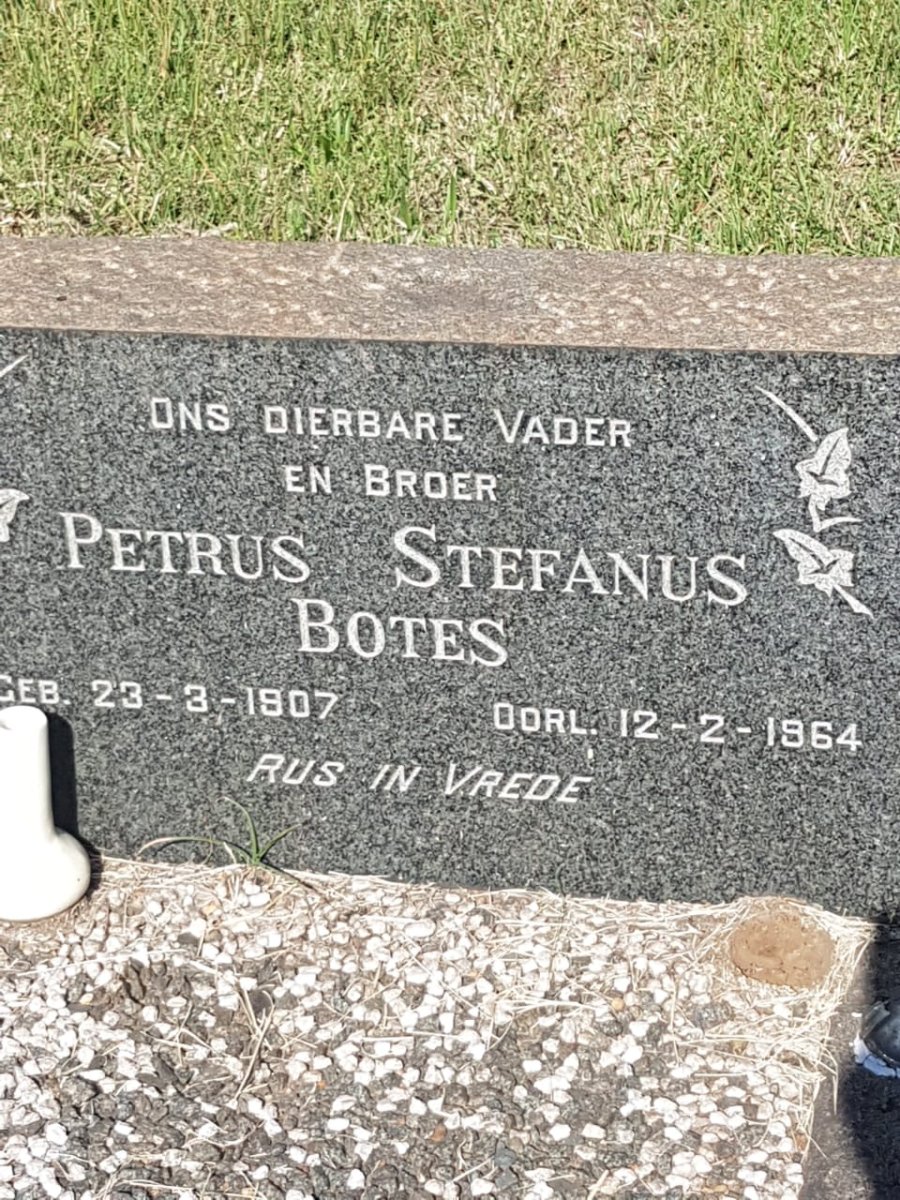 Ons dierbare Vader
en Broer
Petrus Stefanus
Botes
Geb. 23-3-1907 Oorl. 12-2-1964
Rus in Vrede